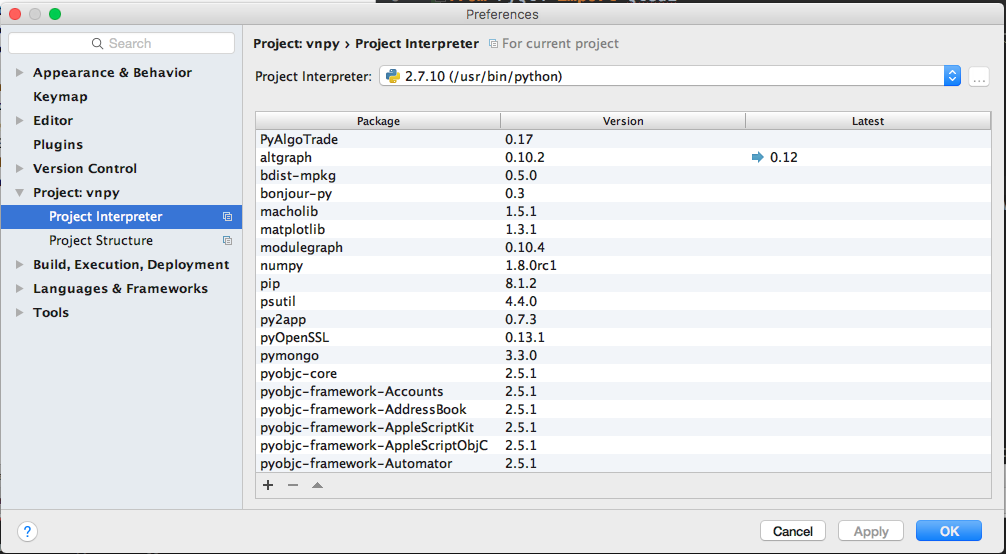 Preferences
Search
Project: vnpy › Project Interpreter For current project
Appearance & Behavior
Keymap
Editor
Plugins
Version Control
Project: vnpy
Project Interpreter
Project Structure
Build, Execution, Deployment
Languages & Frameworks
Tools
Project Interpreter: 2.7.10 (/usr/bin/python) ...
Package Version Latest
PyAlgoTrade 0.17
altgraph 0.10.2 0.12
bdist-mpkg 0.5.0
bonjour-py 0.3
macholib 1.5.1
matplotlib 1.3.1
modulegraph 0.10.4
numpy 1.8.0rc1
pip 8.1.2
psutil 4.4.0
py2app 0.7.3
pyOpenSSL 0.13.1
pymongo 3.3.0
pyobjc-core 2.5.1
pyobjc-framework-Accounts 2.5.1
pyobjc-framework-AddressBook 2.5.1
pyobjc-framework-AppleScriptKit 2.5.1
pyobjc-framework-AppleScriptObjC 2.5.1
pyobjc-framework-Automator 2.5.1
? Cancel Apply OK